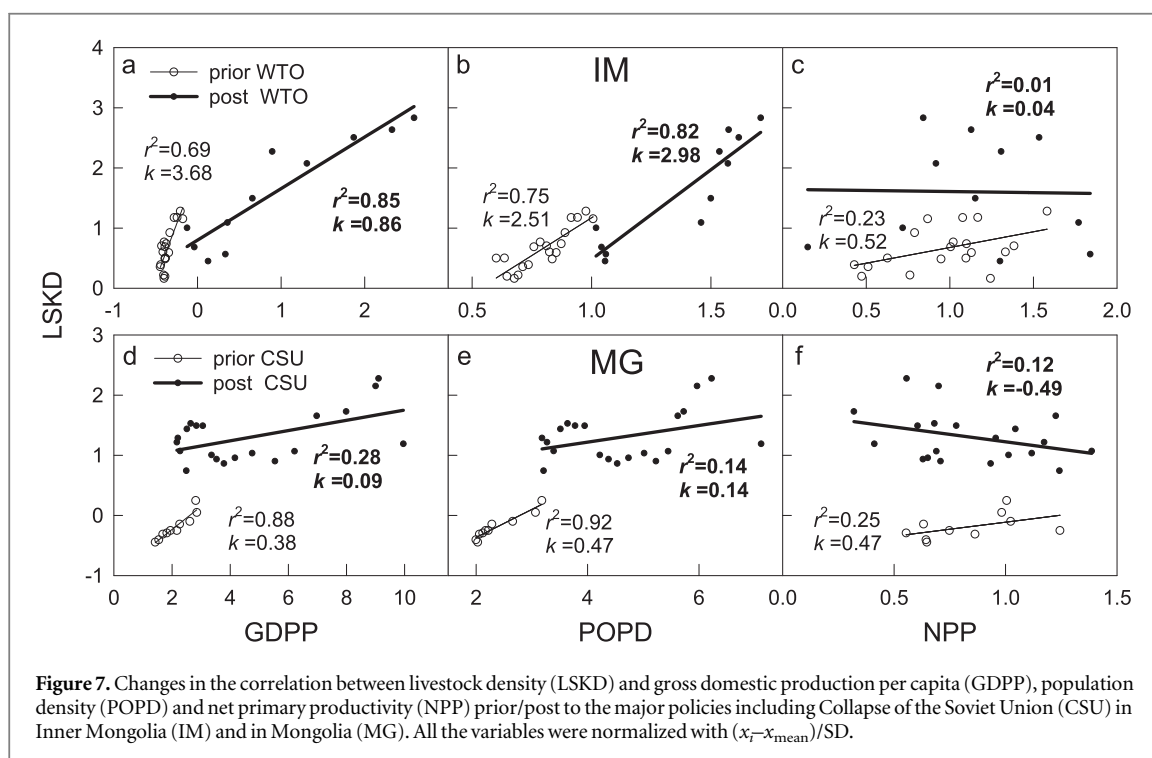 4
3
2
1
0
a
prior WTO
post WTO
r²=0.69
k=3.68
r²=0.85
k=0.86
-1
0
1
2
b
IM
r²=0.75
k=2.51
r²=0.82
k=2.98
0.5
1.0
1.5
c
r²=0.01
k=0.04
r²=0.23
k=0.52
0.0
0.5
1.0
1.5
2.0
LSKD
3
2
1
0
-1
d
prior CSU
post CSU
r²=0.28
k=0.09
r²=0.88
k=0.38
0
2
4
6
8
10
GDPP
e
MG
r²=0.14
k=0.14
r²=0.92
k=0.47
2
4
6
POPD
f
r²=0.12
k=-0.49
r²=0.25
k=0.47
0.0
0.5
1.0
1.5
NPP
Figure 7. Changes in the correlation between livestock density (LSKD) and gross domestic production per capita (GDPP), population
density (POPD) and net primary productivity (NPP) prior/post to the major policies including Collapse of the Soviet Union (CSU) in
Inner Mongolia (IM) and in Mongolia (MG). All the variables were normalized with (xᵢ–xmean)/SD.